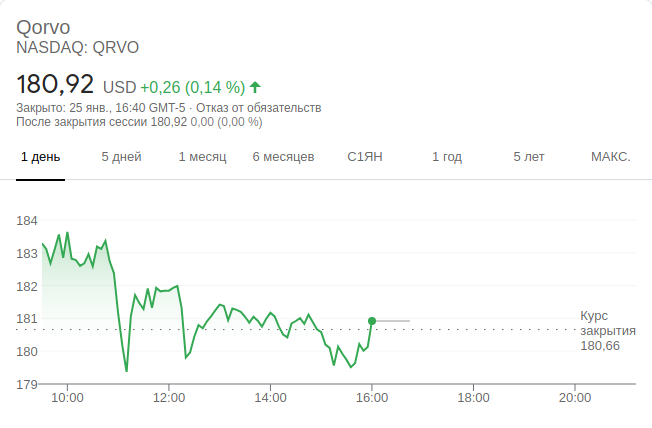 Qorvo
NASDAQ: QRVO
180,92 USD +0,26 (0,14 %)
Закрыто: 25 янв., 16:40 GMT-5 · Отказ от обязательств
После закрытия сессии 180,92 0,00 (0,00 %)
1 день 5 дней 1 месяц 6 месяцев С1ЯН 1 год 5 лет МАКС.
184
183
182
181
180
179
Курс
закрытия
180,66
10:00 12:00 14:00 16:00 18:00 20:00